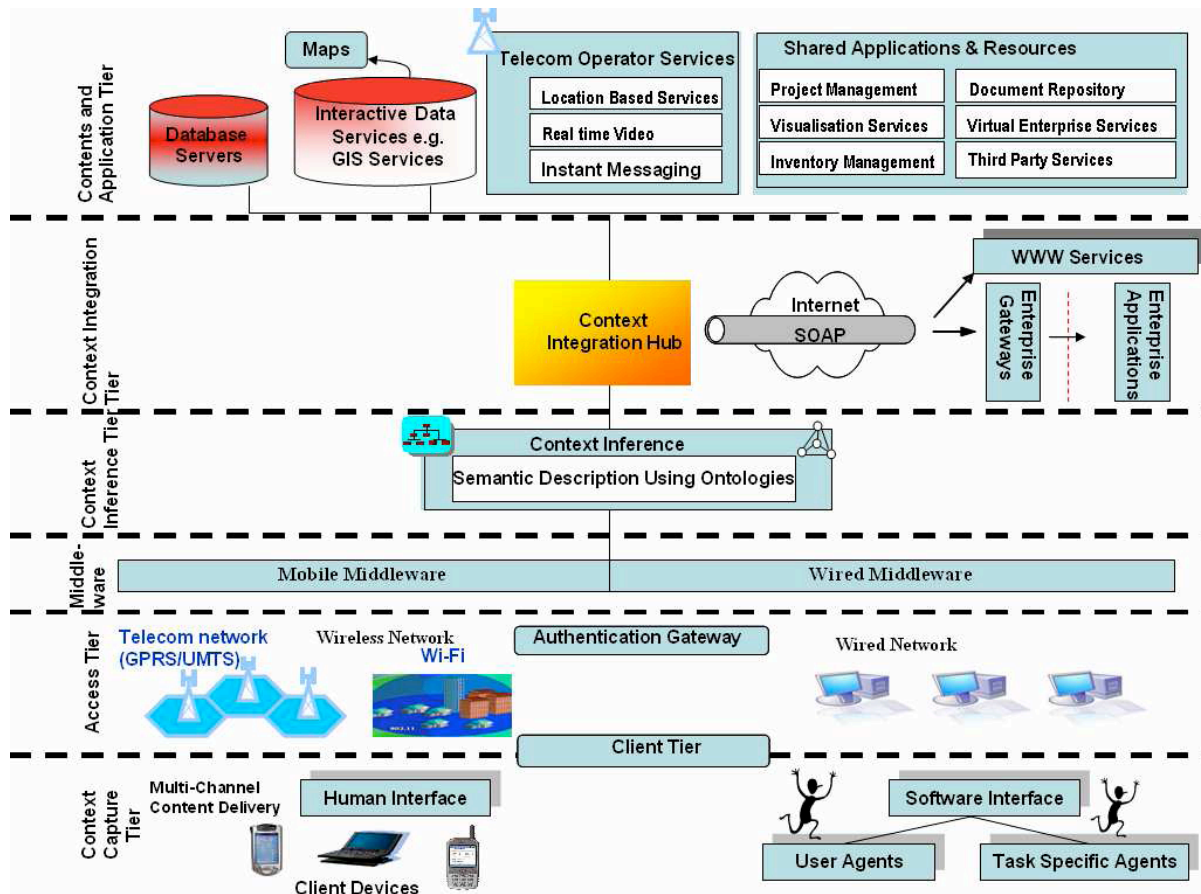 Contents and
Application Tier
Maps
Database
Servers
Interactive Data
Services e.g.
GIS Services
Telecom Operator Services
Location Based Services
Real time Video
Instant Messaging
Shared Applications & Resources
Project Management
Document Repository
Visualisation Services
Virtual Enterprise Services
Inventory Management
Third Party Services
Context Integration
Tier
Context
Integration Hub
Internet
SOAP
WWW Services
Enterprise
Gateways
Enterprise
Applications
Context
Inference Tier
Context Inference
Semantic Description Using Ontologies
Middle-
ware
Mobile Middleware
Wired Middleware
Access Tier
Telecom network
(GPRS/UMTS)
Wireless Network
Wi-Fi
802.11
Authentication Gateway
Wired Network
Client Tier
Context
Capture
Tier
Multi-Channel
Content Delivery
Human Interface
Client Devices
Software Interface
User Agents
Task Specific Agents